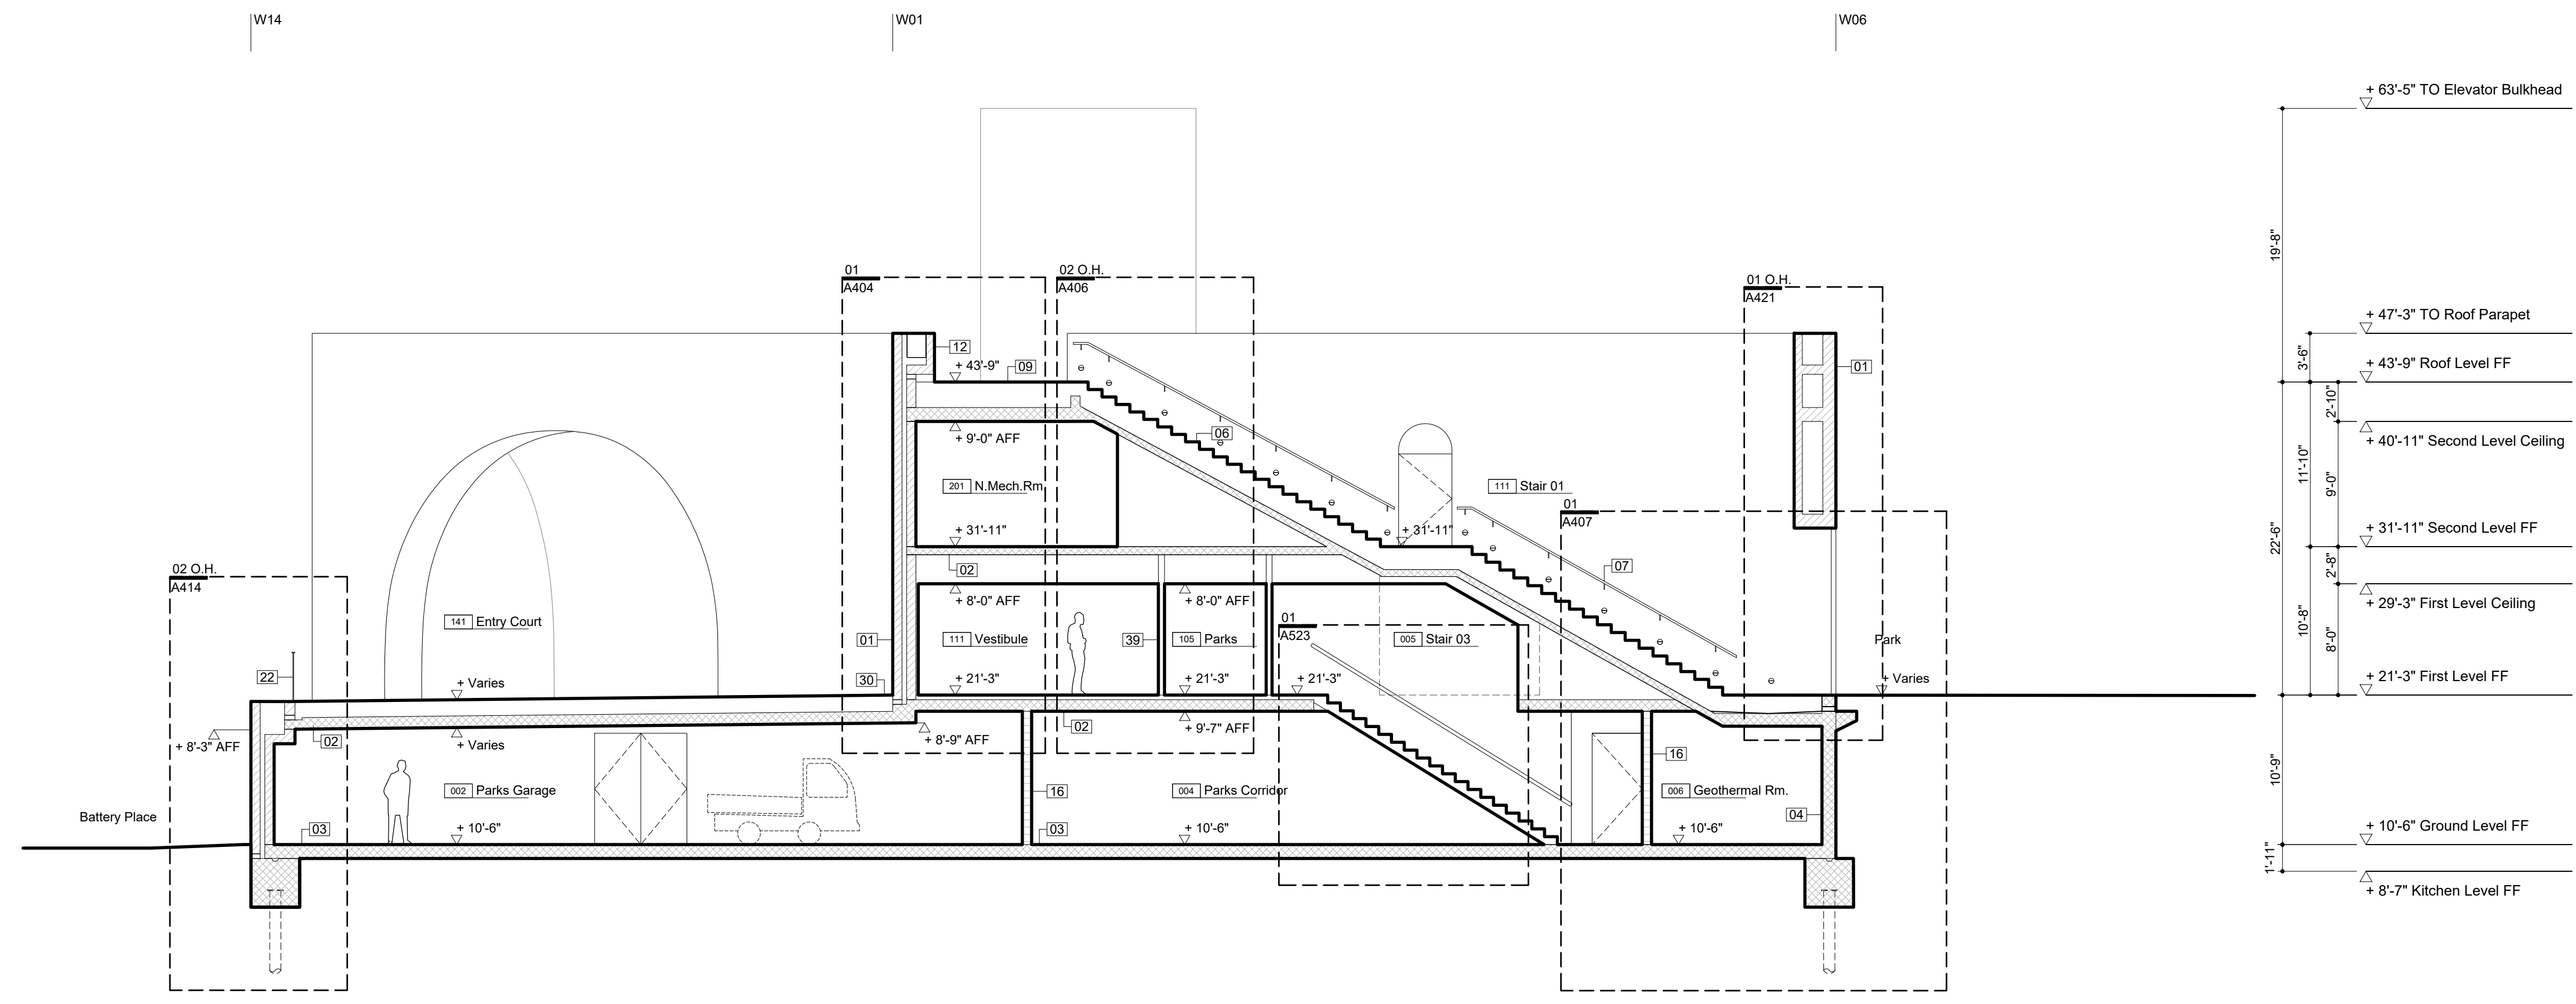 W14
W01
W06
+ 63'-5" TO Elevator Bulkhead
19'-8"
01
A404
02 O.H.
A406
01 O.H.
A421
+ 47'-3" TO Roof Parapet
3'-6"
12
+ 43'-9"
09
01
+ 43'-9" Roof Level FF
2'-10"
+ 9'-0" AFF
06
+ 40'-11" Second Level Ceiling
11'-10"
9'-0"
201 N.Mech.Rm
111 Stair 01
01
A407
+ 31'-11"
+ 31'-11"
+ 31'-11" Second Level FF
22'-6"
02 O.H.
A414
02
07
2'-8"
+ 8'-0" AFF
+ 8'-0" AFF
+ 29'-3" First Level Ceiling
10'-8"
8'-0"
141 Entry Court
01
A523
01
111 Vestibule
39
105 Parks
005 Stair 03
Park
22
+ Varies
30
+ 21'-3"
+ 21'-3"
+ 21'-3"
+ Varies
+ 21'-3" First Level FF
+ 8'-3" AFF
02
+ Varies
+ 8'-9" AFF
02
+ 9'-7" AFF
16
10'-9"
002 Parks Garage
16
004 Parks Corridor
006 Geothermal Rm.
Battery Place
03
+ 10'-6"
03
+ 10'-6"
+ 10'-6"
04
+ 10'-6" Ground Level FF
1'-11"
+ 8'-7" Kitchen Level FF